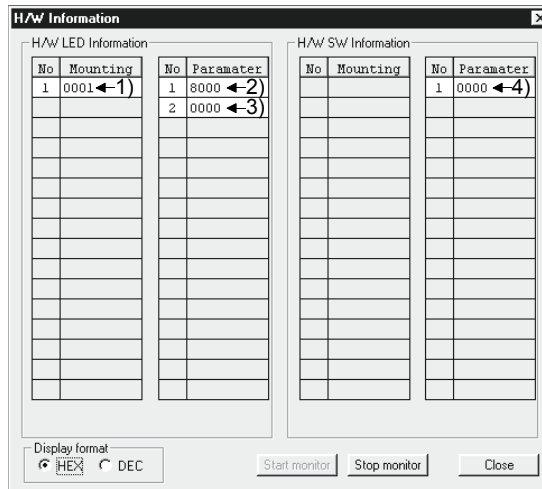 H/W Information
H/W LED Information
H/W SW Information
No Mounting No Paramater No Mounting No Paramater
1 0001 1) 1 8000 2) 1 0000 4)
2 0000 3)
Display format
HEX DEC
Start monitor Stop monitor Close